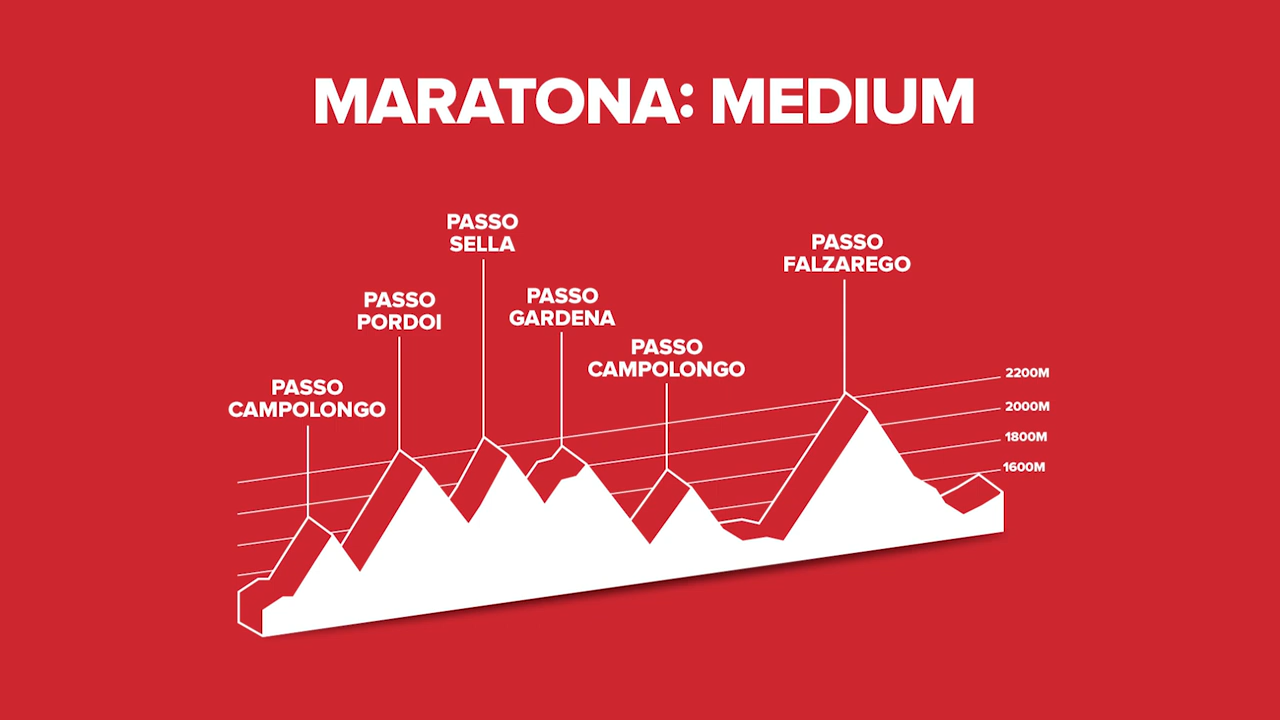 MARATONA: MEDIUM
PASSO
SELLA
PASSO
FALZAREGO
PASSO
PORDOI
PASSO
GARDENA
PASSO
CAMPOLONGO
PASSO
CAMPOLONGO
2200M
2000M
1800M
1600M